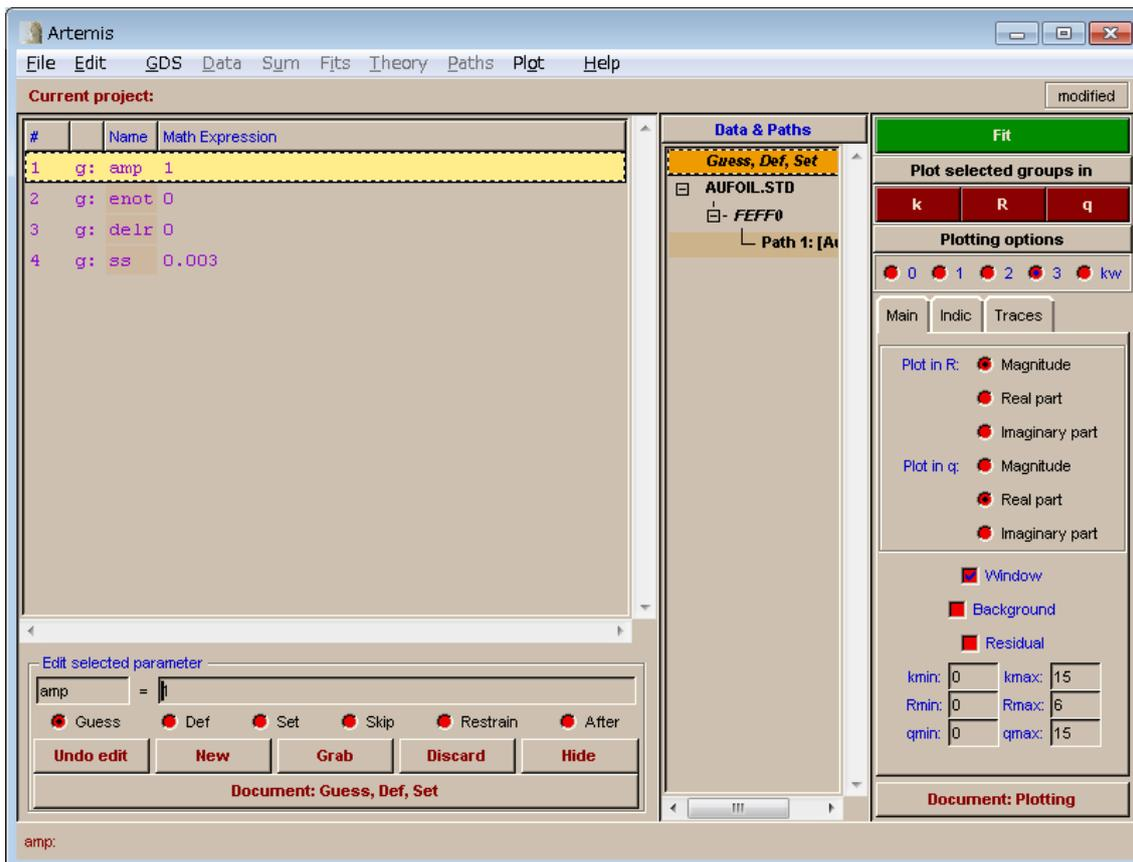 Artemis
File Edit GDS Data Sum Fits Theory Paths Plot Help
Current project: modified
# Name Math Expression
1 g: amp 1
2 g: enot 0
3 g: delr 0
4 g: ss 0.003
Edit selected parameter
amp = 1
Guess Def Set Skip Restrain After
Undo edit New Grab Discard Hide
Document: Guess, Def, Set
Data & Paths
Guess, Def, Set
AUFOIL.STD
FEFF0
Path 1: [Au
Fit
Plot selected groups in
k R q
Plotting options
0 1 2 3 kw
Main Indic Traces
Plot in R: Magnitude
Real part
Imaginary part
Plot in q: Magnitude
Real part
Imaginary part
Window
Background
Residual
kmin: 0 kmax: 15
Rmin: 0 Rmax: 6
qmin: 0 qmax: 15
Document: Plotting
amp: